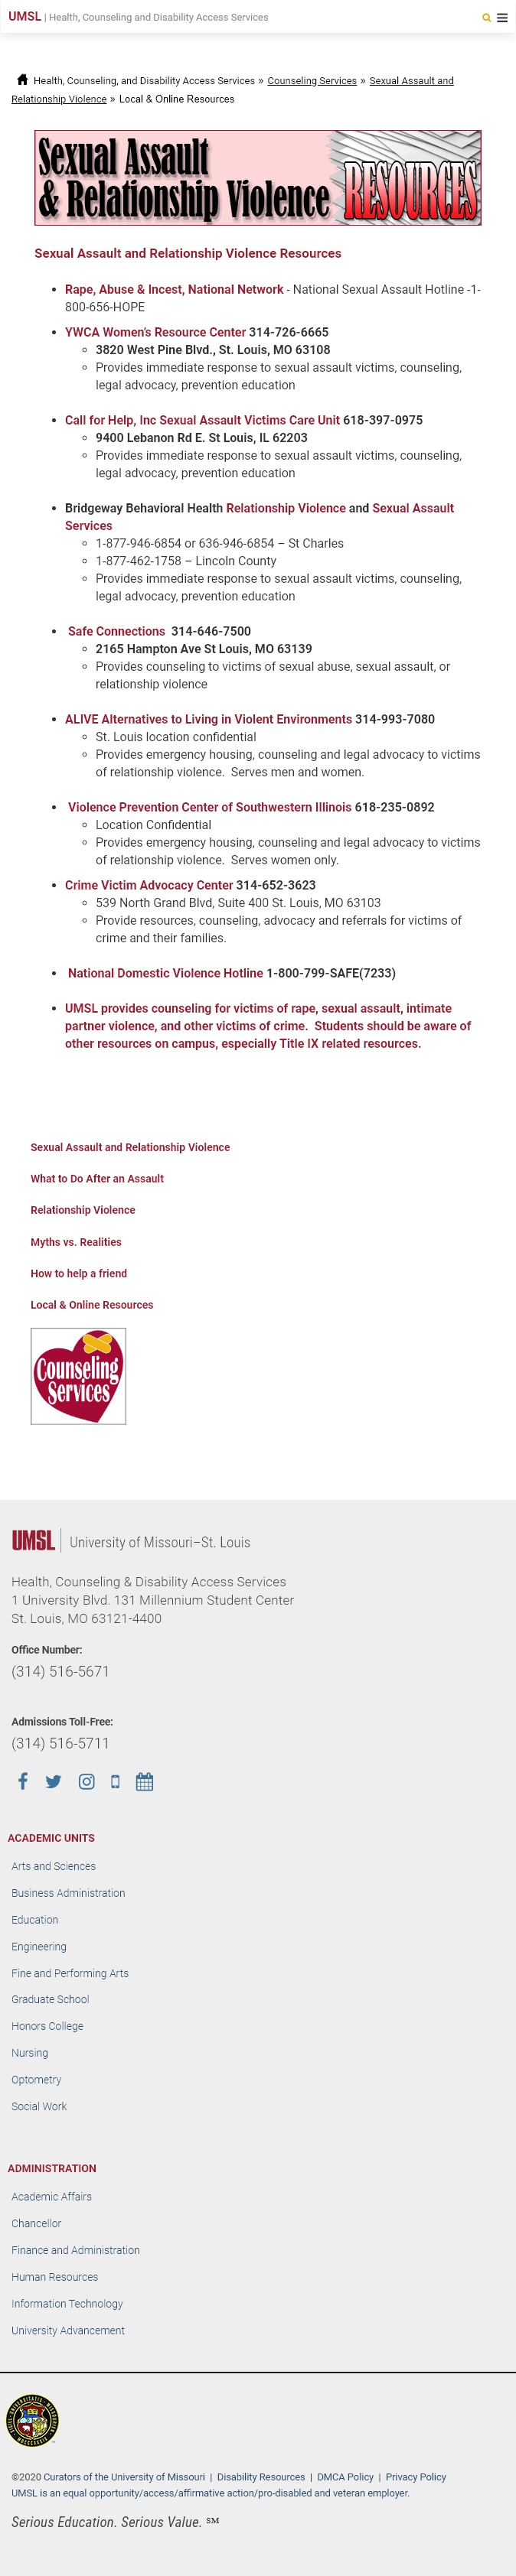 UMSL | Health, Counseling and Disability Access Services
Health, Counseling, and Disability Access Services » Counseling Services » Sexual Assault and
Relationship Violence » Local & Online Resources
Sexual Assault
& Relationship Violence RESOURCES
Sexual Assault and Relationship Violence Resources
• Rape, Abuse & Incest, National Network - National Sexual Assault Hotline -1-
800-656-HOPE
• YWCA Women's Resource Center 314-726-6665
◦ 3820 West Pine Blvd., St. Louis, MO 63108
◦ Provides immediate response to sexual assault victims, counseling,
legal advocacy, prevention education
• Call for Help, Inc Sexual Assault Victims Care Unit 618-397-0975
◦ 9400 Lebanon Rd E. St Louis, IL 62203
◦ Provides immediate response to sexual assault victims, counseling,
legal advocacy, prevention education
• Bridgeway Behavioral Health Relationship Violence and Sexual Assault
Services
◦ 1-877-946-6854 or 636-946-6854 – St Charles
◦ 1-877-462-1758 – Lincoln County
◦ Provides immediate response to sexual assault victims, counseling,
legal advocacy, prevention education
• Safe Connections 314-646-7500
◦ 2165 Hampton Ave St Louis, MO 63139
◦ Provides counseling to victims of sexual abuse, sexual assault, or
relationship violence
• ALIVE Alternatives to Living in Violent Environments 314-993-7080
◦ St. Louis location confidential
◦ Provides emergency housing, counseling and legal advocacy to victims
of relationship violence. Serves men and women.
• Violence Prevention Center of Southwestern Illinois 618-235-0892
◦ Location Confidential
◦ Provides emergency housing, counseling and legal advocacy to victims
of relationship violence. Serves women only.
• Crime Victim Advocacy Center 314-652-3623
◦ 539 North Grand Blvd, Suite 400 St. Louis, MO 63103
◦ Provide resources, counseling, advocacy and referrals for victims of
crime and their families.
• National Domestic Violence Hotline 1-800-799-SAFE(7233)
• UMSL provides counseling for victims of rape, sexual assault, intimate
partner violence, and other victims of crime. Students should be aware of
other resources on campus, especially Title IX related resources.
Sexual Assault and Relationship Violence
What to Do After an Assault
Relationship Violence
Myths vs. Realities
How to help a friend
Local & Online Resources
Counseling
Services
UMSL | University of Missouri–St. Louis
Health, Counseling & Disability Access Services
1 University Blvd. 131 Millennium Student Center
St. Louis, MO 63121-4400
Office Number:
(314) 516-5671
Admissions Toll-Free:
(314) 516-5711
ACADEMIC UNITS
Arts and Sciences
Business Administration
Education
Engineering
Fine and Performing Arts
Graduate School
Honors College
Nursing
Optometry
Social Work
ADMINISTRATION
Academic Affairs
Chancellor
Finance and Administration
Human Resources
Information Technology
University Advancement
©2020 Curators of the University of Missouri | Disability Resources | DMCA Policy | Privacy Policy
UMSL is an equal opportunity/access/affirmative action/pro-disabled and veteran employer.
Serious Education. Serious Value. ℠